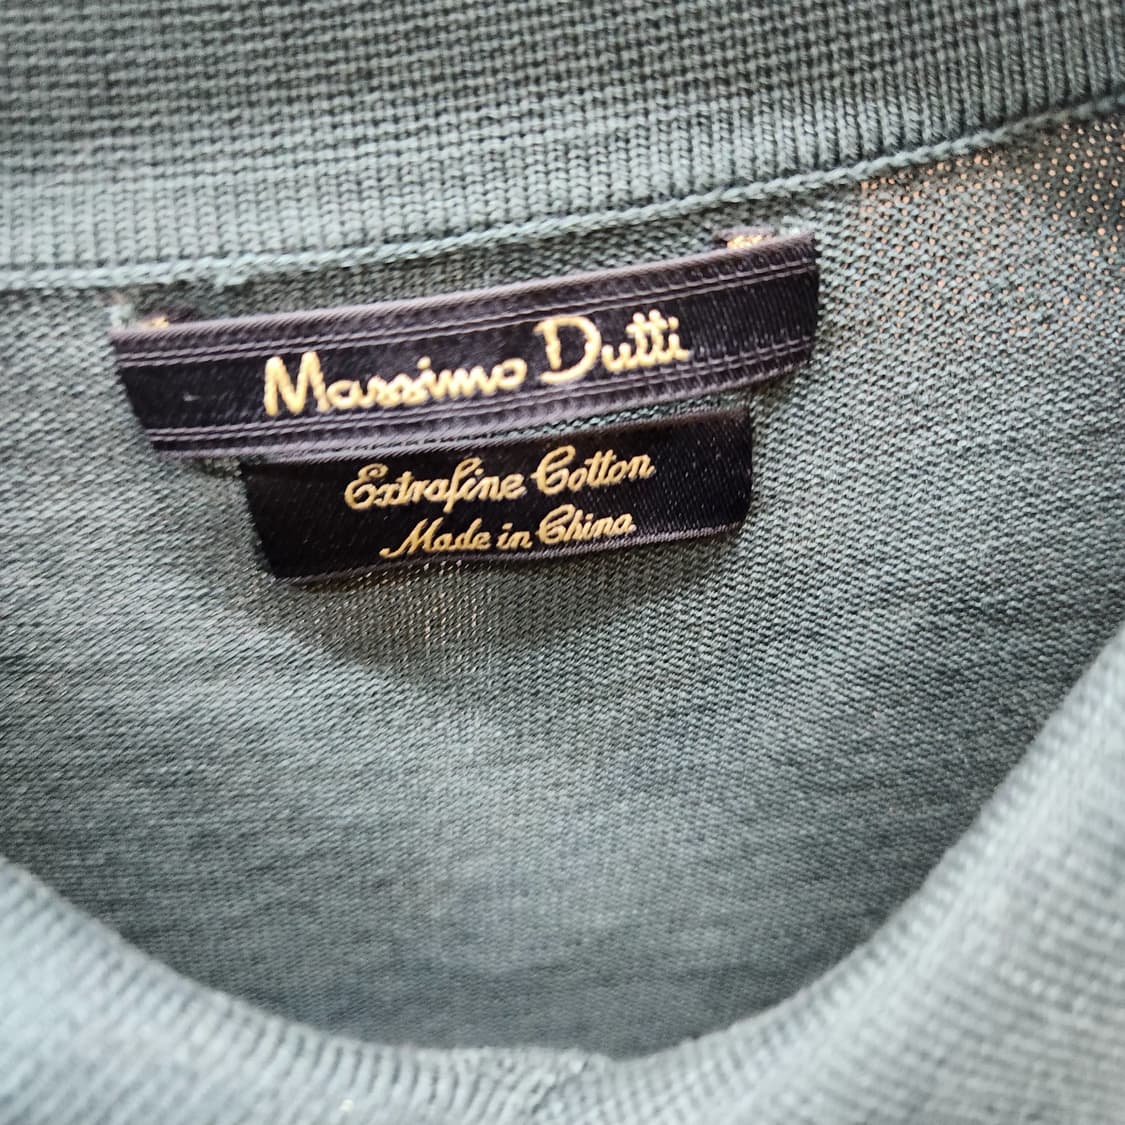 Massimo Dutti
Extrafine Cotton
Made in China